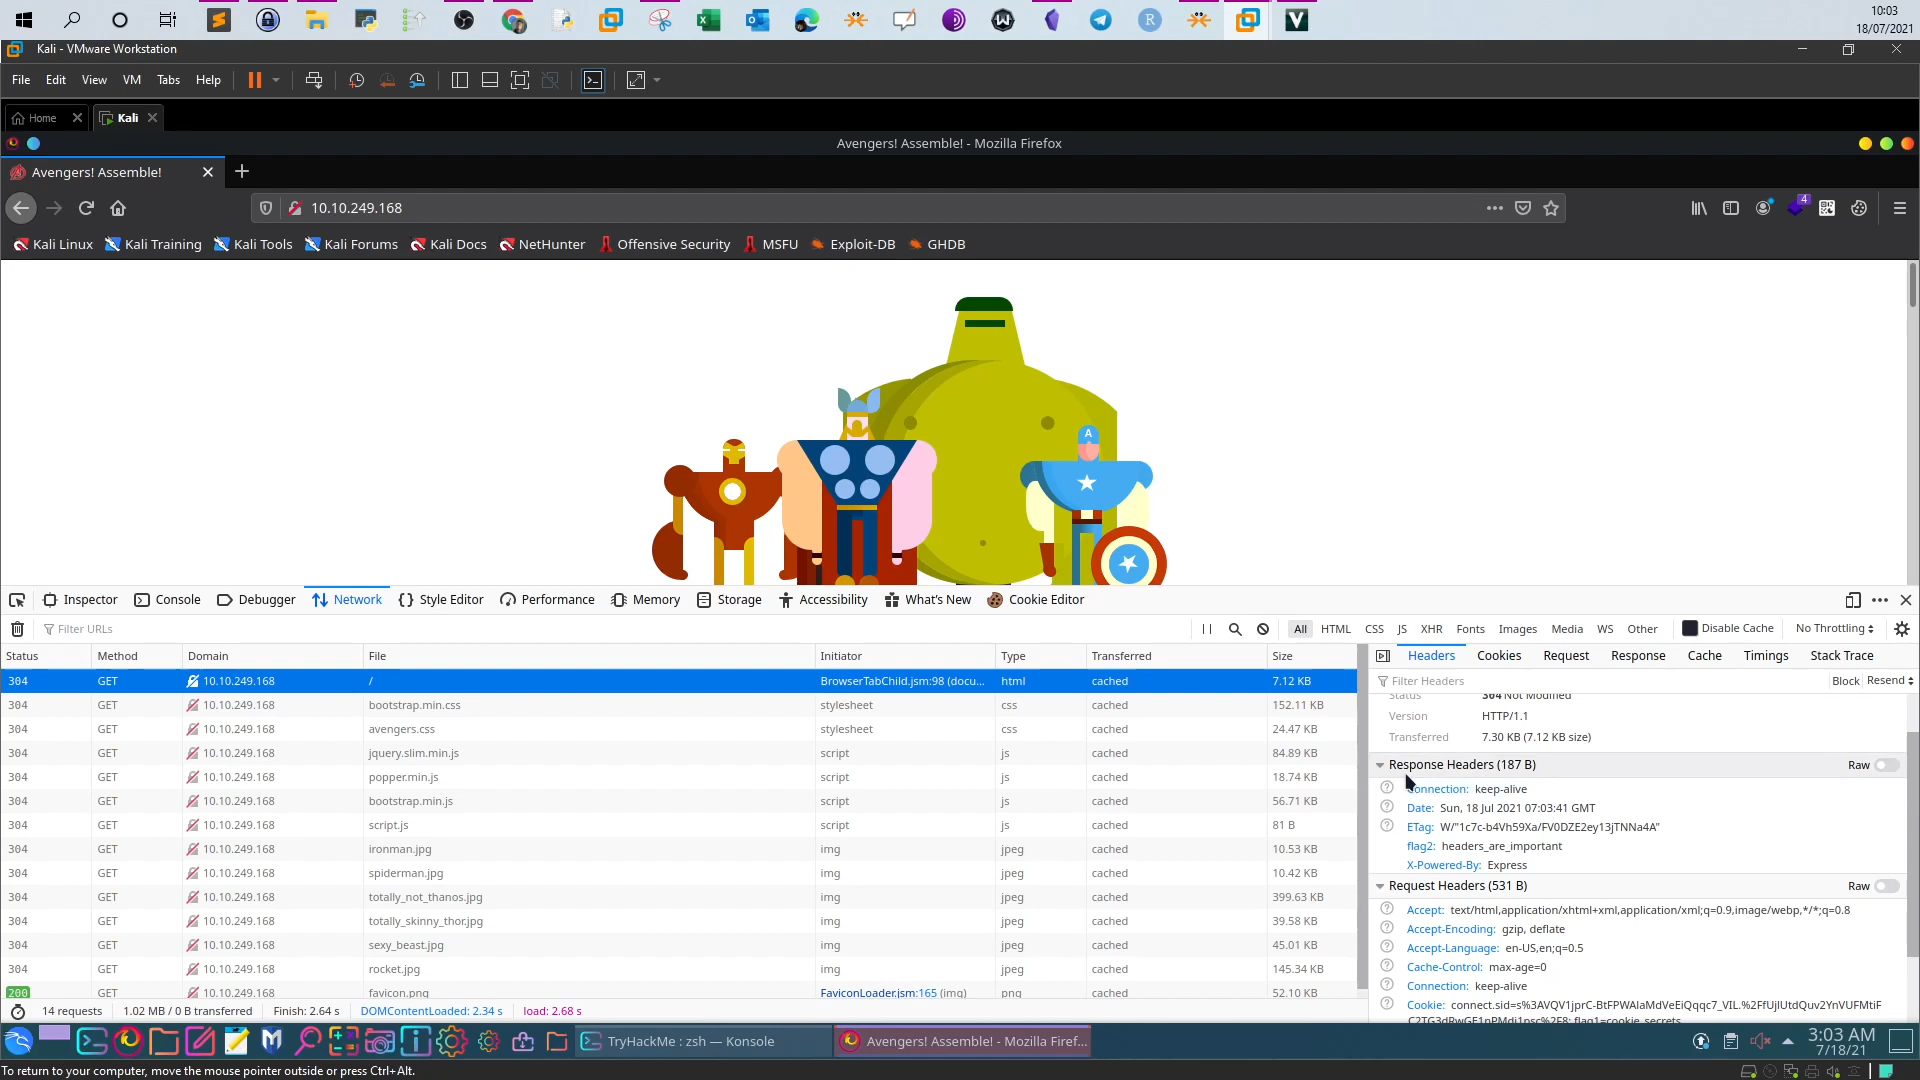 10:03
18/07/2021
Kali - VMware Workstation
File Edit View VM Tabs Help
Home Kali
Avengers! Assemble! - Mozilla Firefox
Avengers! Assemble!
10.10.249.168
4
Kali Linux Kali Training Kali Tools Kali Forums Kali Docs NetHunter Offensive Security MSFU Exploit-DB GHDB
A
Inspector Console Debugger Network Style Editor Performance Memory Storage Accessibility What's New Cookie Editor
Filter URLs All HTML CSS JS XHR Fonts Images Media WS Other Disable Cache No Throttling
Status Method Domain File Initiator Type Transferred Size
304 GET 10.10.249.168 / BrowserTabChild.jsm:98 (docu... html cached 7.12 KB
304 GET 10.10.249.168 bootstrap.min.css stylesheet css cached 152.11 KB
304 GET 10.10.249.168 avengers.css stylesheet css cached 24.47 KB
304 GET 10.10.249.168 jquery.slim.min.js script js cached 84.89 KB
304 GET 10.10.249.168 popper.min.js script js cached 18.74 KB
304 GET 10.10.249.168 bootstrap.min.js script js cached 56.71 KB
304 GET 10.10.249.168 script.js script js cached 81 B
304 GET 10.10.249.168 ironman.jpg img jpeg cached 10.53 KB
304 GET 10.10.249.168 spiderman.jpg img jpeg cached 10.42 KB
304 GET 10.10.249.168 totally_not_thanos.jpg img jpeg cached 399.63 KB
304 GET 10.10.249.168 totally_skinny_thor.jpg img jpeg cached 39.58 KB
304 GET 10.10.249.168 sexy_beast.jpg img jpeg cached 45.01 KB
304 GET 10.10.249.168 rocket.jpg img jpeg cached 145.34 KB
200 GET 10.10.249.168 favicon.png FaviconLoader.jsm:165 (img) png cached 52.10 KB
14 requests 1.02 MB / 0 B transferred Finish: 2.64 s DOMContentLoaded: 2.34 s load: 2.68 s
Headers Cookies Request Response Cache Timings Stack Trace
Filter Headers Block Resend
Status 304 Not Modified
Version HTTP/1.1
Transferred 7.30 KB (7.12 KB size)
Response Headers (187 B) Raw
Connection: keep-alive
Date: Sun, 18 Jul 2021 07:03:41 GMT
ETag: W/"1c7c-b4Vh59Xa/FV0DZE2ey13jTNNa4A"
flag2: headers_are_important
X-Powered-By: Express
Request Headers (531 B) Raw
Accept: text/html,application/xhtml+xml,application/xml;q=0.9,image/webp,*/*;q=0.8
Accept-Encoding: gzip, deflate
Accept-Language: en-US,en;q=0.5
Cache-Control: max-age=0
Connection: keep-alive
Cookie: connect.sid=s%3AVQV1jprC-BtFPWAIaMdVeEiQqqc7_VIL.%2FfUjlUtdQuv2YnVUFMtiF
C2TG3dRwGE1nPMdj1psc%2F8; flag1=cookie_secrets
TryHackMe : zsh — Konsole Avengers! Assemble! - Mozilla Firef...
3:03 AM
7/18/21
To return to your computer, move the mouse pointer outside or press Ctrl+Alt.